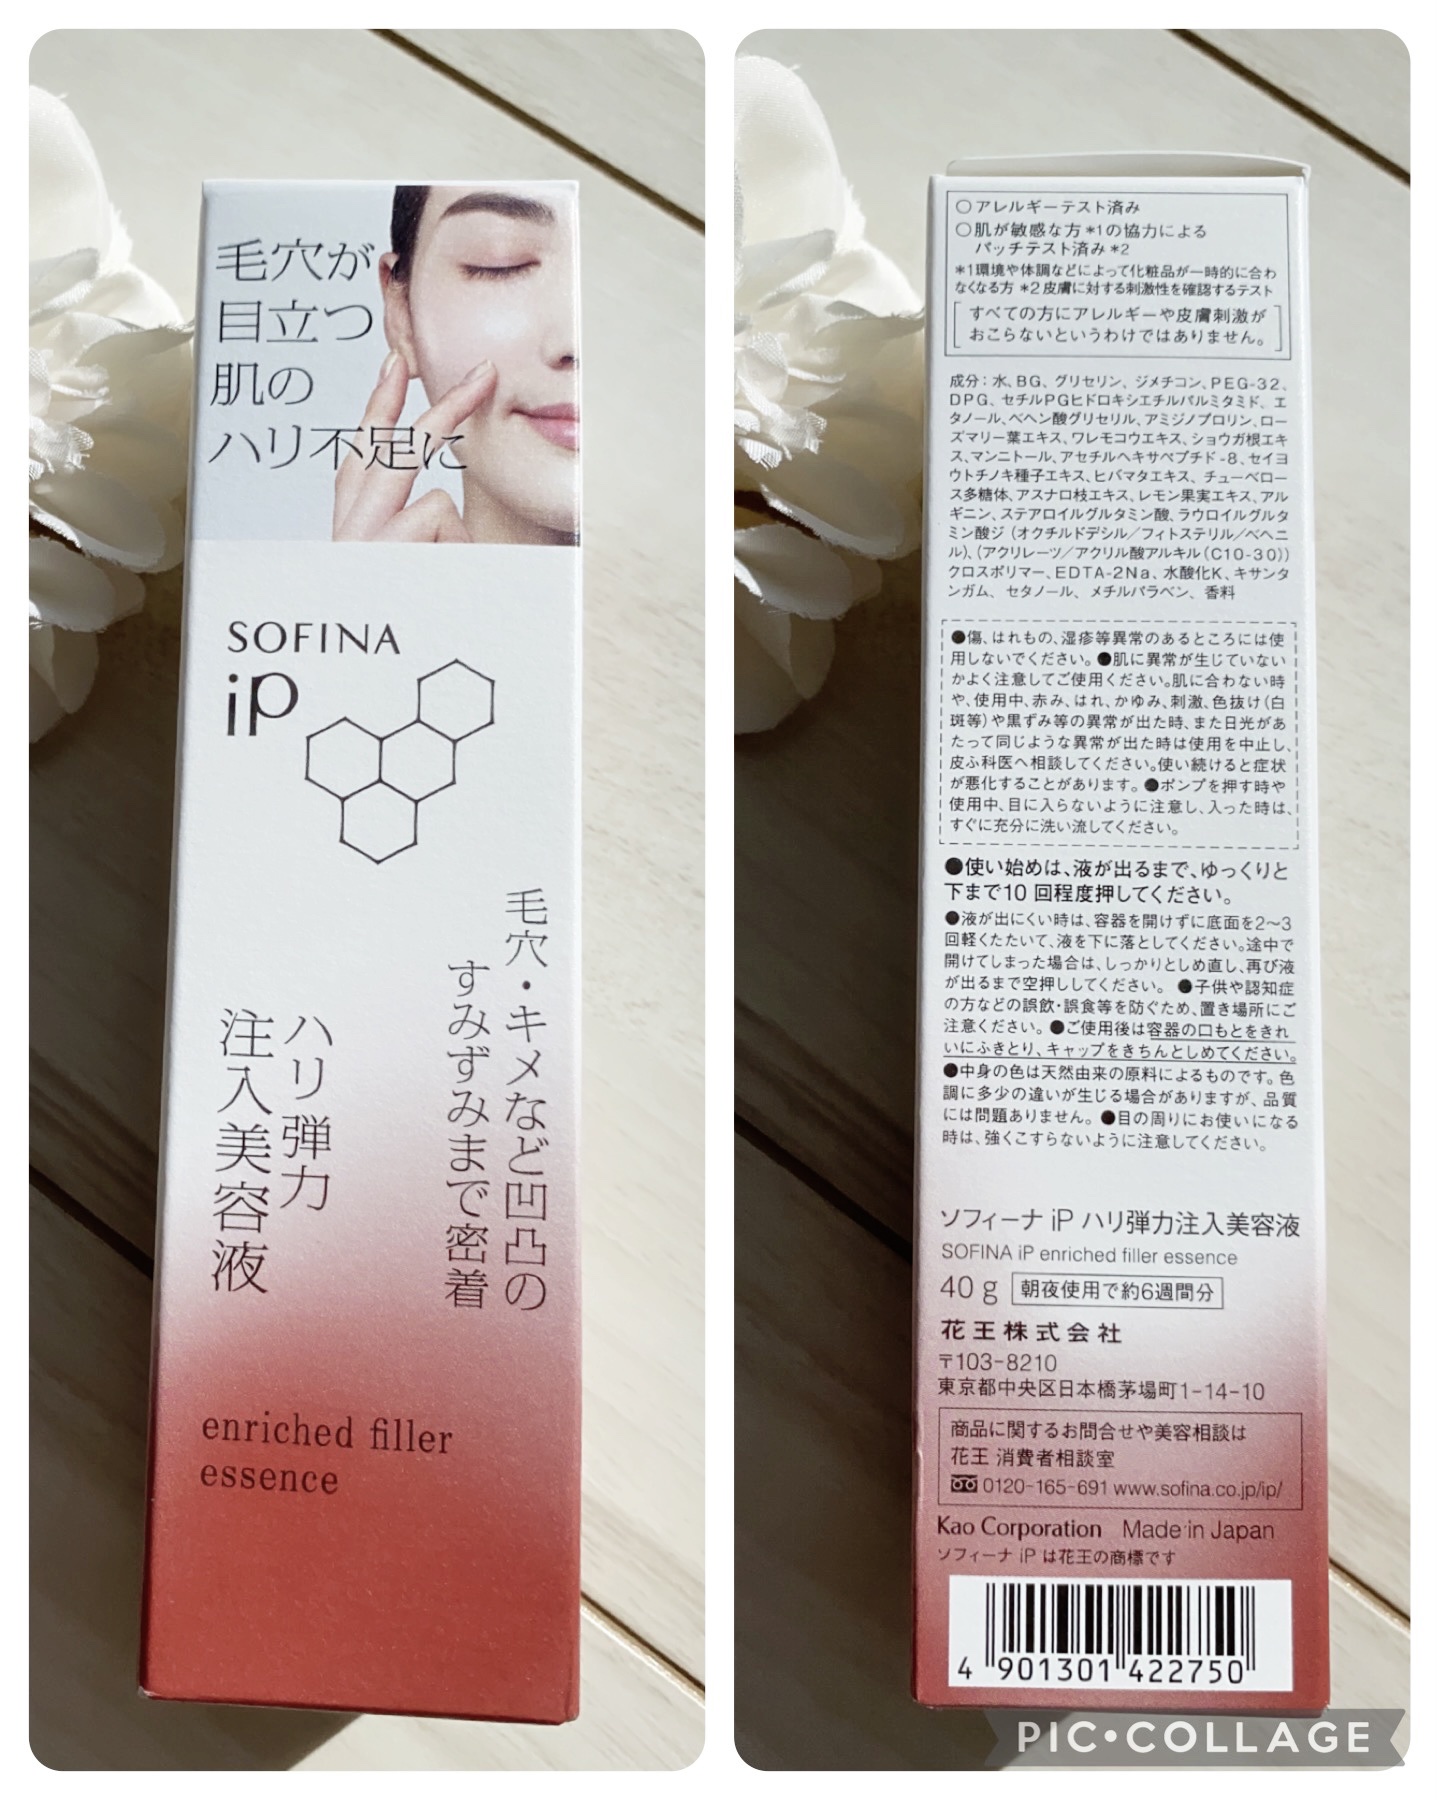 毛穴が
目立つ
肌の
ハリ不足に
SOFINA
iP
毛穴・キメなど凹凸の
すみずみまで密着
ハリ弾力
注入美容液
enriched filler
essence
○アレルギーテスト済み
○肌が敏感な方*1の協力による
パッチテスト済み*2
*1環境や体調などによって化粧品が一時的に合わ
なくなる方 *2皮膚に対する刺激性を確認するテスト
すべての方にアレルギーや皮膚刺激が
おこらないというわけではありません。
成分：水、BG、グリセリン、ジメチコン、PEG-32、
DPG、セチルPGヒドロキシエチルパルミタミド、エ
タノール、ベヘン酸グリセリル、アミジノプロリン、ロー
ズマリー葉エキス、ワレモコウエキス、ショウガ根エキ
ス、マンニトール、アセチルヘキサペプチド-8、セイヨ
ウトチノキ種子エキス、ヒバマタエキス、チューベロー
ス多糖体、アスナロ枝エキス、レモン果実エキス、アル
ギニン、ステアロイルグルタミン酸、ラウロイルグルタ
ミン酸ジ（オクチルドデシル／フィトステリル／ベヘニ
ル）、（アクリレーツ／アクリル酸アルキル（C10-30））
クロスポリマー、EDTA-2Na、水酸化K、キサンタ
ンガム、セタノール、メチルパラベン、香料
●傷、はれもの、湿疹等異常のあるところには使
用しないでください。●肌に異常が生じていない
かよく注意してご使用ください。肌に合わない時
や、使用中、赤み、はれ、かゆみ、刺激、色抜け（白
斑等）や黒ずみ等の異常が出た時、また日光があ
たって同じような異常が出た時は使用を中止し、
皮ふ科医へ相談してください。使い続けると症状
が悪化することがあります。●ポンプを押す時や
使用中、目に入らないように注意し、入った時は、
すぐに充分に洗い流してください。
●使い始めは、液が出るまで、ゆっくりと
下まで10回程度押してください。
●液が出にくい時は、容器を開けずに底面を2〜3
回軽くたたいて、液を下に落としてください。途中で
開けてしまった場合は、しっかりとしめ直し、再び液
が出るまで空押ししてください。●子供や認知症
の方などの誤飲・誤食等を防ぐため、置き場所にご
注意ください。●ご使用後は容器の口もとをきれ
いにふきとり、キャップをきちんとしめてください。
●中身の色は天然由来の原料によるものです。色
調に多少の違いが生じる場合がありますが、品質
には問題ありません。●目の周りにお使いになる
時は、強くこすらないように注意してください。
ソフィーナ iP ハリ弾力注入美容液
SOFINA iP enriched filler essence
40g 朝夜使用で約6週間分
花王株式会社
〒103-8210
東京都中央区日本橋茅場町1-14-10
商品に関するお問合せや美容相談は
花王 消費者相談室
0120-165-691 www.sofina.co.jp/ip/
Kao Corporation Made in Japan
ソフィーナ iP は花王の商標です
4 901301 422750
PIC•COLLAGE